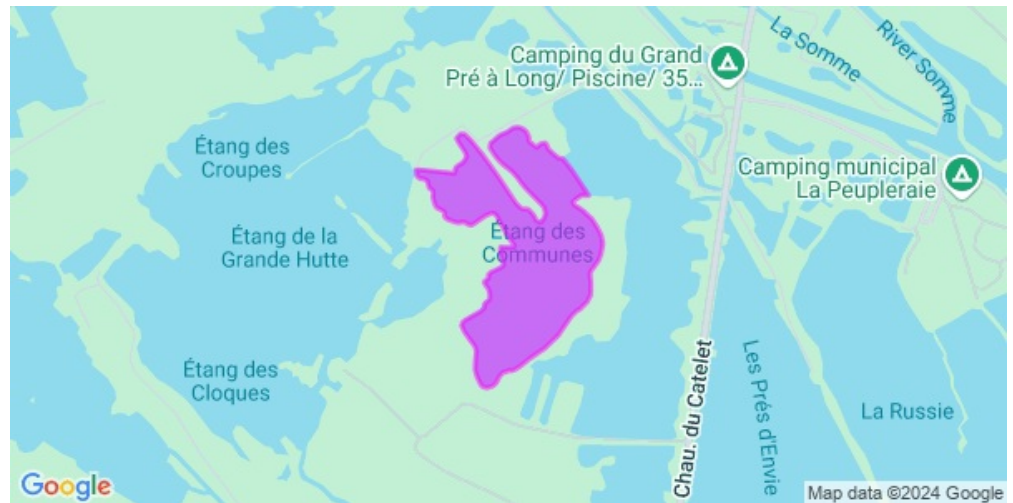 Camping du Grand
Pré à Long/ Piscine/ 35...
La Somme
River Somme
Étang des
Croupes
Camping municipal
La Peupleraie
Étang de la
Grande Hutte
Étang des
Communes
Étang des
Cloques
Chau. du Catelet
Les Prés d'Envie
La Russie
Google
Map data ©2024 Google